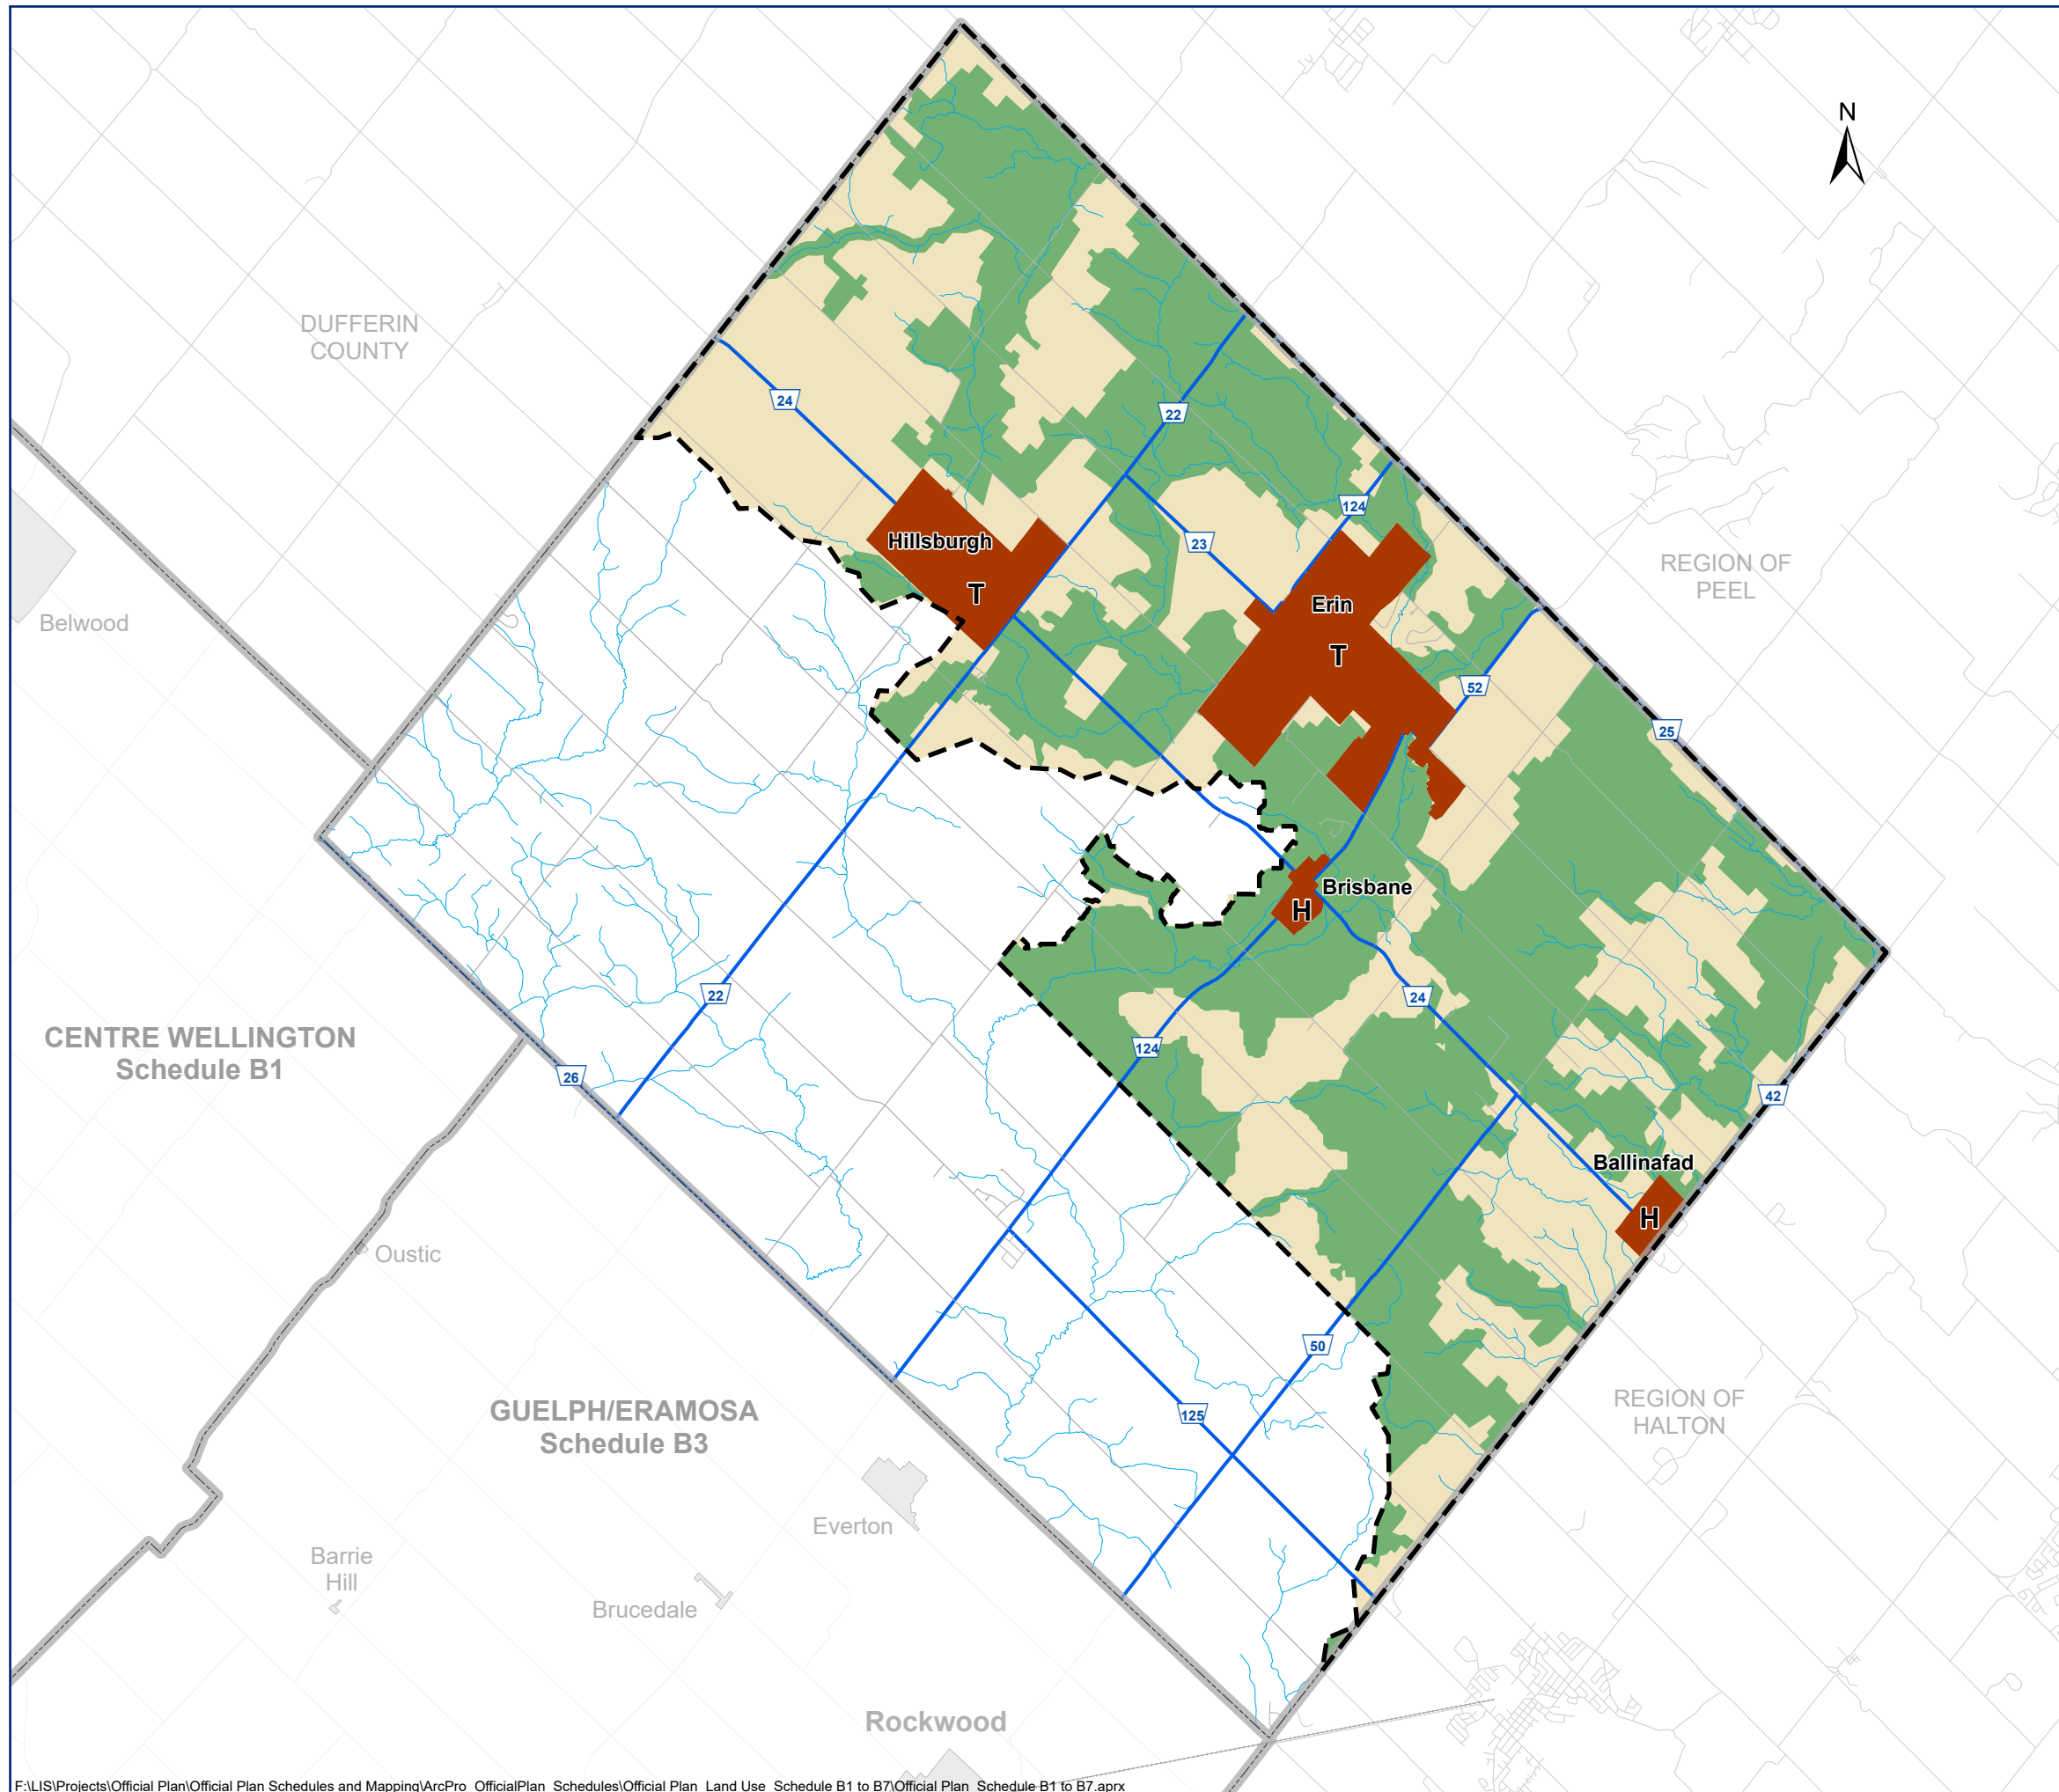 N
DUFFERIN
COUNTY
24
22
124
Hillsburgh
T
23
REGION OF
PEEL
Erin
T
Belwood
52
25
Brisbane
H
22
24
CENTRE WELLINGTON
Schedule B1
26
124
42
Ballinafad
H
Oustic
50
REGION OF
HALTON
GUELPH/ERAMOSA
Schedule B3
125
Everton
Barrie
Hill
Brucedale
Rockwood
F:\LIS\Projects\Official Plan\Official Plan Schedules and Mapping\ArcPro_OfficialPlan_Schedules\Official Plan_Land Use_Schedule B1 to B7\Official Plan_Schedule B1 to B7.aprx